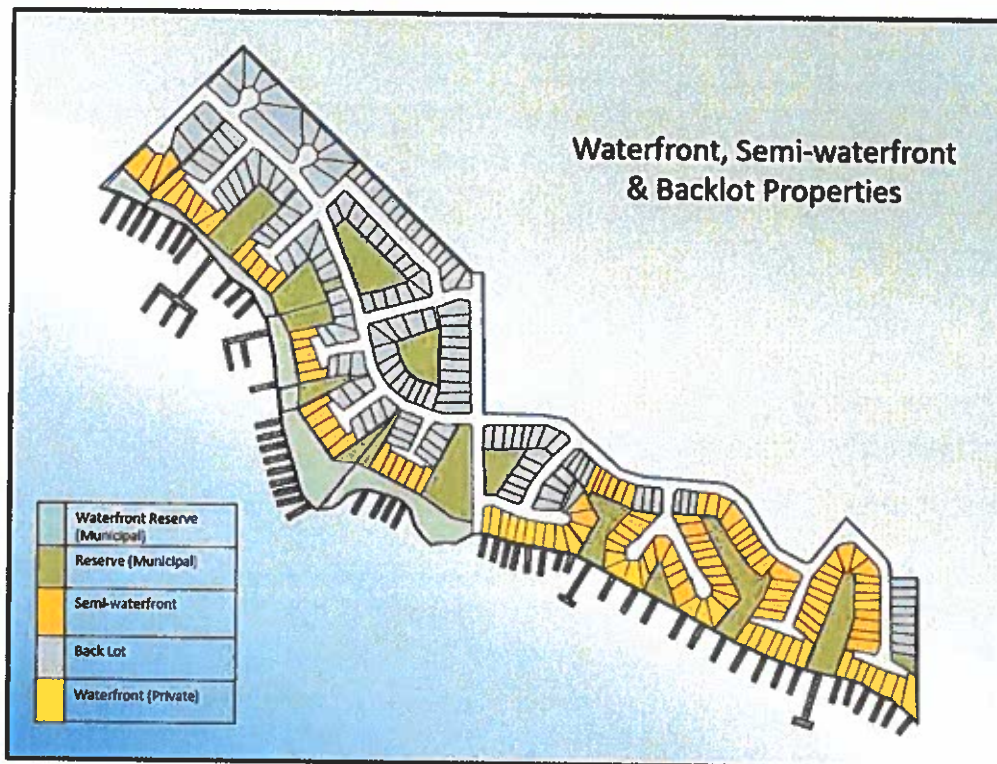 Waterfront, Semi-waterfront
& Backlot Properties
Waterfront Reserve
(Municipal)
Reserve (Municipal)
Semi-waterfront
Back Lot
Waterfront (Private)